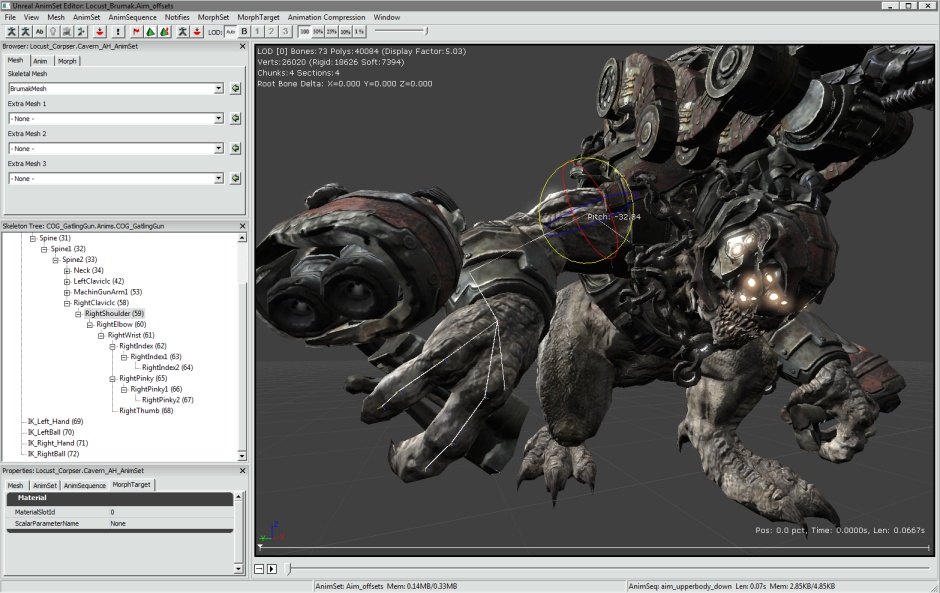 Unreal AnimSet Editor: Locust_Brumak.Aim_offsets
File View Mesh AnimSet AnimSequence Notifies MorphSet MorphTarget Animation Compression Window
Ab LOD: Auto B 1 2 3 100 50% 25% 10% 1 %
Browser: Locust_Corpser.Cavern_AH_AnimSet
Mesh Anim Morph
Skeletal Mesh
BrumakMesh
Extra Mesh 1
- None -
Extra Mesh 2
- None -
Extra Mesh 3
- None -
Skeleton Tree: COG_GatlingGun.Anims.COG_GatlingGun
Spine (31)
Spine1 (32)
Spine2 (33)
Neck (34)
LeftClaviclc (42)
MachinGunArm1 (53)
RightClaviclc (58)
RightShoulder (59)
RightElbow (60)
RightWrist (61)
RightIndex (62)
RightIndex1 (63)
RightIndex2 (64)
RightPinky (65)
RightPinky1 (66)
RightPinky2 (67)
RightThumb (68)
IK_Left_Hand (69)
IK_LeftBall (70)
IK_Right_Hand (71)
IK_RightBall (72)
Properties: Locust_Corpser.Cavern_AH_AnimSet
Mesh AnimSet AnimSequence MorphTarget
Material
MaterialSlotId 0
ScalarParameterName None
LOD [0] Bones:73 Polys:40084 (Display Factor:5.03)
Verts:26020 (Rigid:18626 Soft:7394)
Chunks:4 Sections:4
Root Bone Delta: X=0.000 Y=0.000 Z=0.000
Pitch: -32.84
Pos: 0.0 pct, Time: 0.0000s, Len: 0.0667s
AnimSet: Aim_offsets Mem: 0.14MB/0.33MB
AnimSeq: aim_upperbody_down Len: 0.07s Mem: 2.85KB/4.85KB